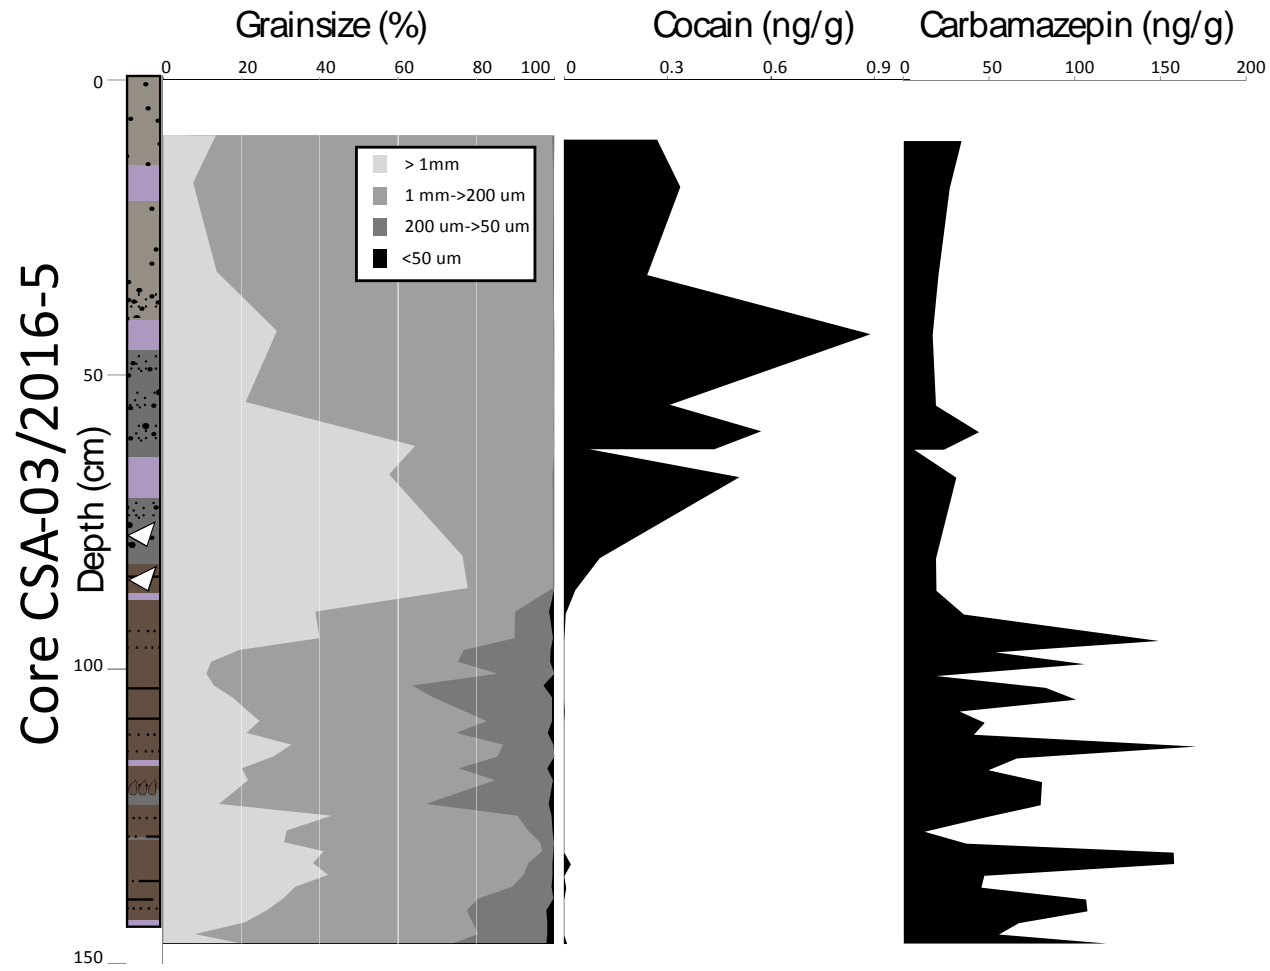 Grainsize (%)
Cocain (ng/g)
Carbamazepin (ng/g)
0 20 40 60 80 100
0 0.3 0.6 0.9
0 50 100 150 200
Core CSA-03/2016-5
Depth (cm)
0
50
100
150
> 1mm
1 mm->200 um
200 um->50 um
<50 um